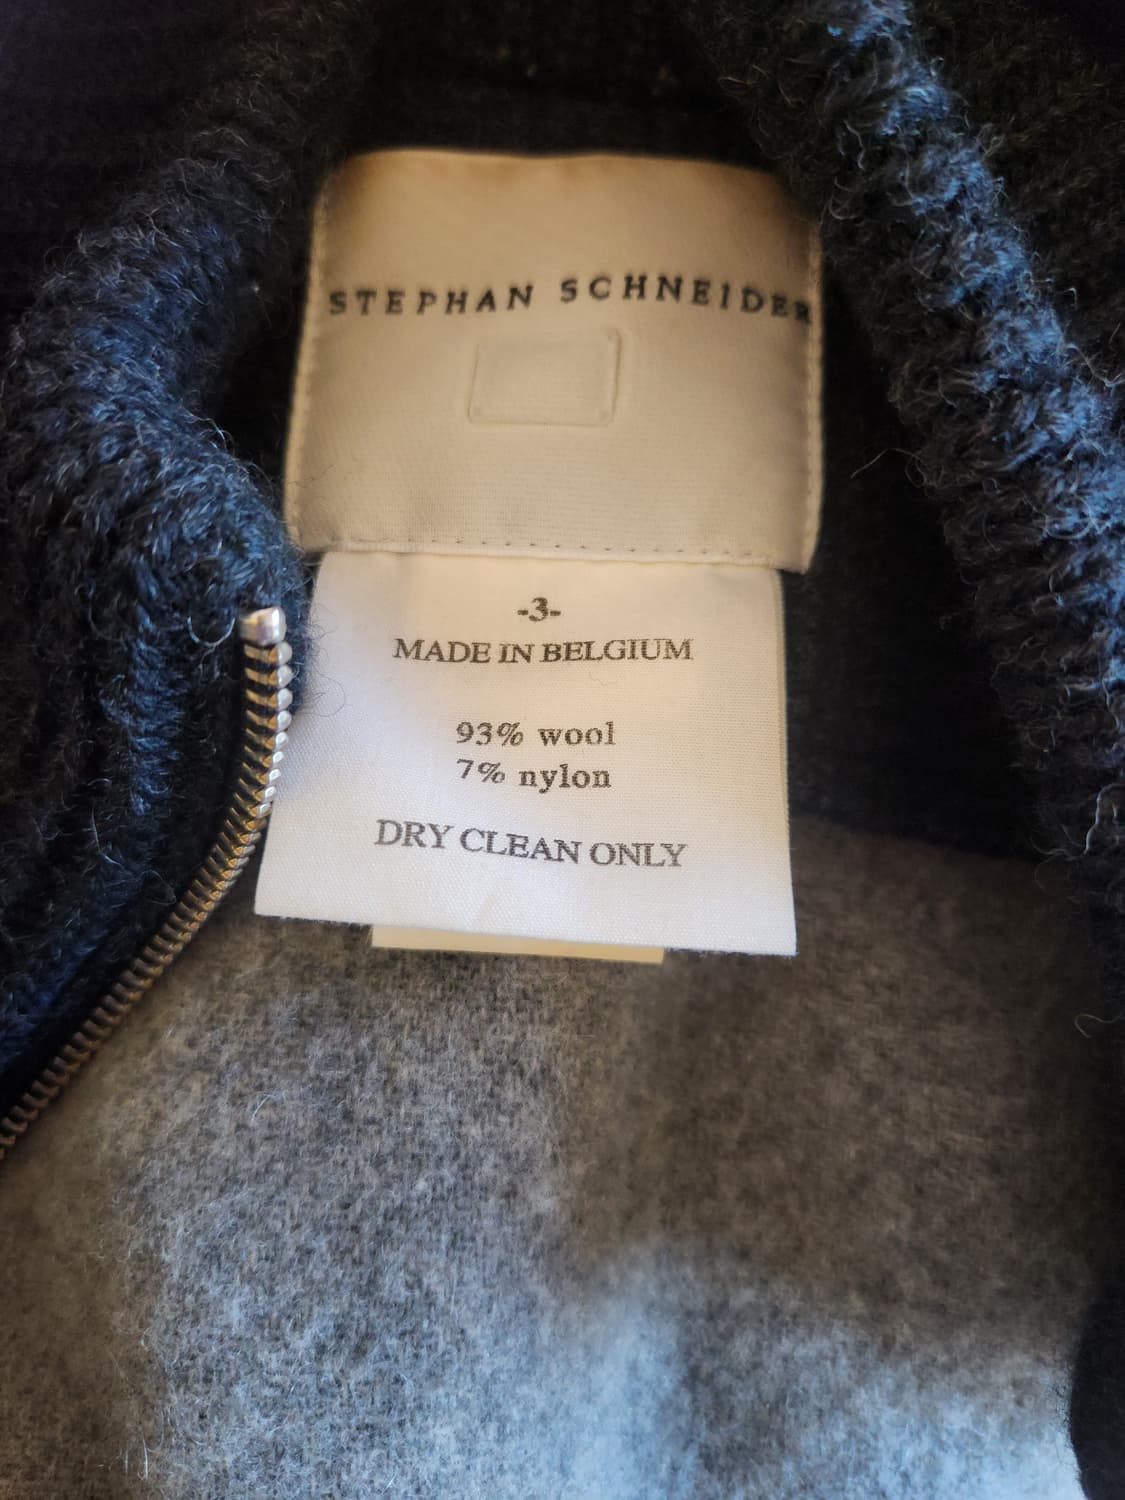 STEPHAN SCHNEIDER
-3-
MADE IN BELGIUM
93% wool
7% nylon
DRY CLEAN ONLY